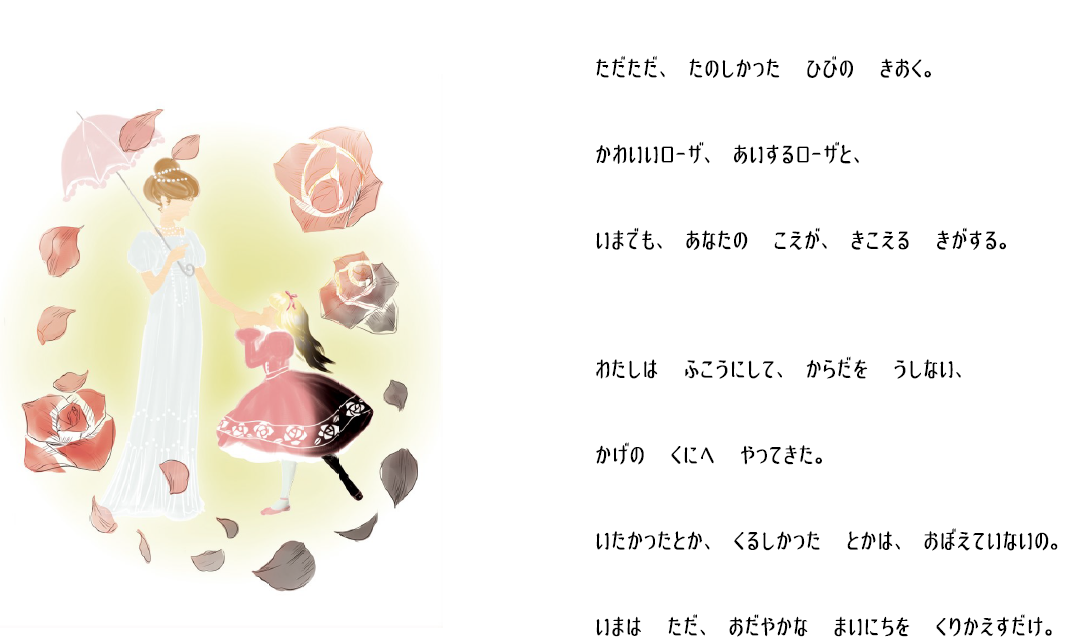 ただただ、 たのしかった ひびの きおく。
かわいいローザ、 あいするローザと、
いまでも、 あなたの こえが、 きこえる きがする。
わたしは ふこうにして、 からだを うしない、
かげの くにへ やってきた。
いたかったとか、 くるしかった とかは、 おぼえていないの。
いまは ただ、 おだやかな まいにちを くりかえすだけ。